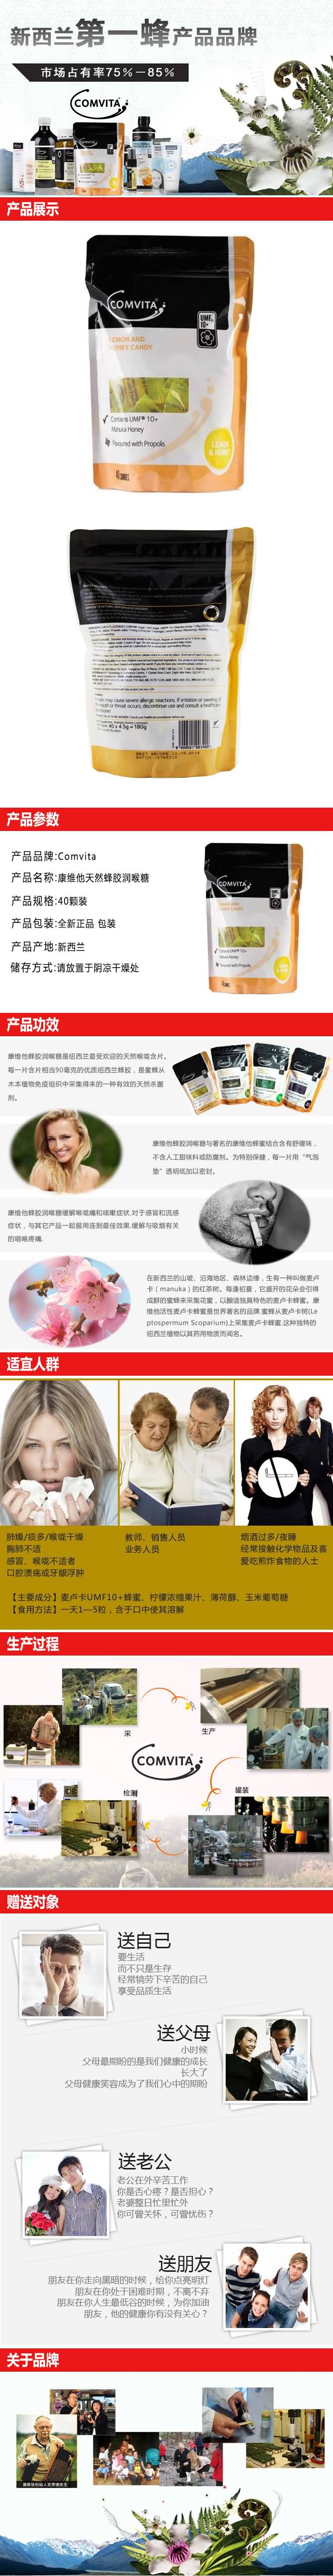 新西兰第一蜂产品品牌
市场占有率75%－85%
COMVITA
产品展示
COMVITA
UMF
10+
LEMON AND
HONEY CANDY
Contains UMF® 10+
Manuka Honey
Flavoured with Propolis
LEMON
& HONEY
40 x 4.5g = 180g
产品参数
产品品牌:Comvita
产品名称:康维他天然蜂胶润喉糖
产品规格:40颗装
产品包装:全新正品 包装
产品产地:新西兰
储存方式:请放置于阴凉干燥处
COMVITA
产品功效
康维他蜂胶润喉糖是纽西兰最受欢迎的天然喉咙含片。
每一片含片相当90毫克的优质纽西兰蜂胶，是蜜蜂从
木本植物免疫组织中采集得来的一种有效的天然杀菌
剂。
康维他蜂胶润喉糖与著名的康维他蜂蜜结合含有舒缓味，
不含人工甜味料或防腐剂。为特别保健，每一片用“气泡
垫”透明纸加以密封。
康维他蜂胶润喉糖缓解喉咙痛和咳嗽症状.对于感冒和流感
症状，与其它产品一起服用连到最佳效果.缓解与吸烟有关
的咽喉疼痛.
在新西兰的山坡、沿海地区、森林边缘，生有一种叫做麦卢
卡（manuka）的红茶树。每逢初夏，它盛开的花朵会引得
成群的蜜蜂来采集花蜜，以酿造独具特色的麦卢卡蜂蜜。康
维他活性麦卢卡蜂蜜是世界著名的品牌.蜜蜂从麦卢卡树(Le
ptospermum Scoparium)上采集麦卢卡蜂蜜.这种独特的
纽西兰植物以其药用物质而闻名。
适宜人群
肺燥/痰多/喉咙干燥
胸肺不适
感冒、喉咙不适者
口腔溃疡或牙龈浮肿
教师、销售人员
业务人员
烟酒过多/夜睡
经常接触化学物品及喜
爱吃煎炸食物的人士
【主要成分】麦卢卡UMF10+蜂蜜、柠檬浓缩果汁、薄荷醇、玉米葡萄糖
【食用方法】一天1—5粒，含于口中使其溶解
生产过程
采
生产
COMVITA
检测
罐装
赠送对象
送自己
要生活
而不只是生存
经常犒劳下辛苦的自己
享受品质生活
送父母
小时候
父母最期盼的是我们健康的成长
长大了
父母健康笑容成为了我们心中的期盼
送老公
老公在外辛苦工作
你是否心疼？是否担心？
老婆整日忙里忙外
你可曾关怀，可曾忧伤？
送朋友
朋友在你走向黑暗的时候，给你点亮明灯
朋友在你处于困难时期，不离不弃
朋友在你人生最低谷的时候，为你加油
朋友，他的健康你有没有关心？
关于品牌